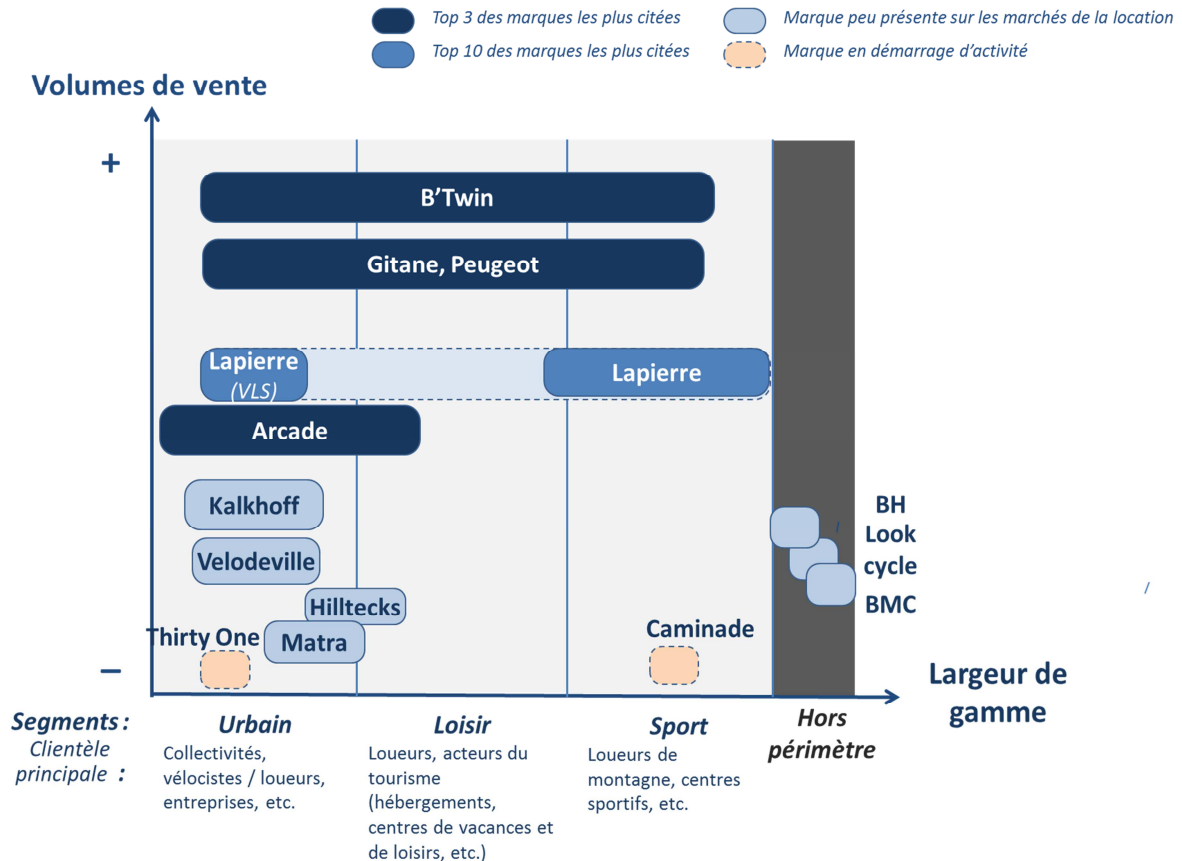 Top 3 des marques les plus citées
Marque peu présente sur les marchés de la location
Top 10 des marques les plus citées
Marque en démarrage d'activité
Volumes de vente
+
B'Twin
Gitane, Peugeot
Lapierre
(VLS)
Lapierre
Arcade
Kalkhoff
BH
Look
cycle
BMC
/
/
Velodeville
Hilltecks
Thirty One
Matra
Caminade
–
Largeur de
gamme
Segments :
Urbain
Loisir
Sport
Hors
périmètre
Clientèle
principale :
Collectivités,
vélocistes / loueurs,
entreprises, etc.
Loueurs, acteurs du
tourisme
(hébergements,
centres de vacances et
de loisirs, etc.)
Loueurs de
montagne, centres
sportifs, etc.